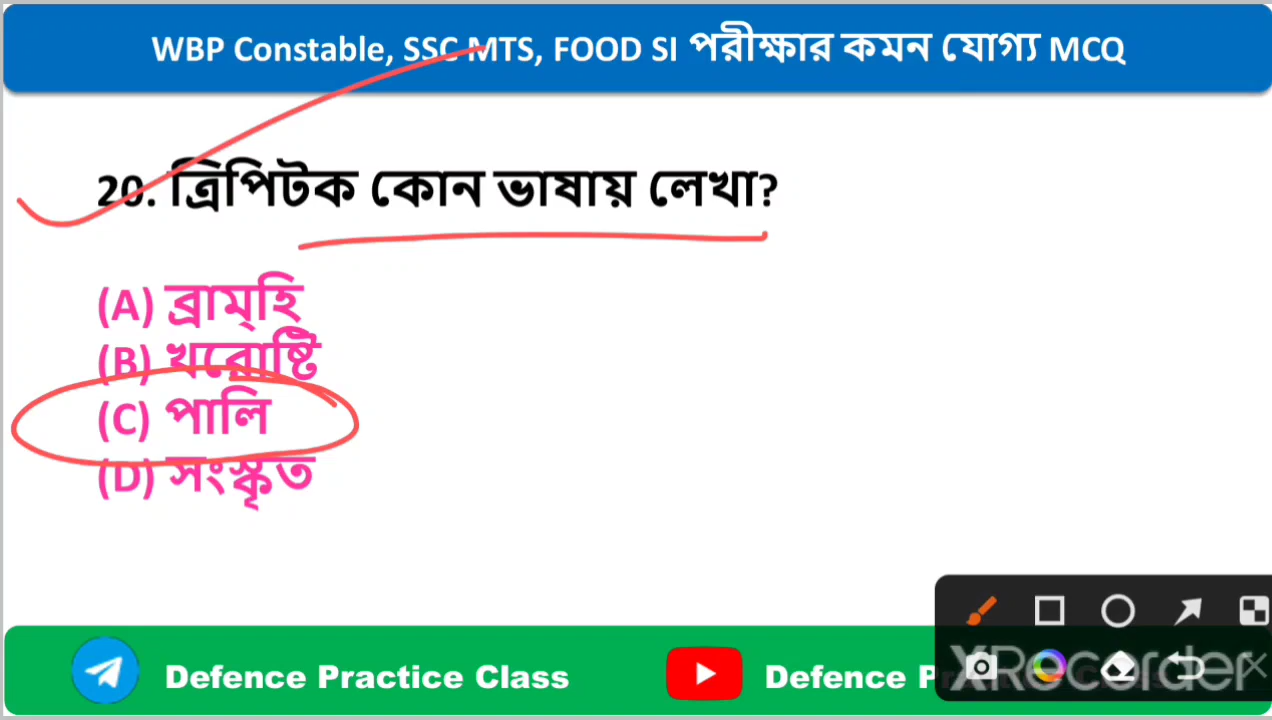 WBP Constable, SSC MTS, FOOD SI পরীক্ষার কমন যোগ্য MCQ
20. ত্রিপিটক কোন ভাষায় লেখা?
(A) ব্রাম্‌হি
(B) খরোষ্টি
(C) পালি
(D) সংস্কৃত
Defence Practice Class
Defence
XRecorder